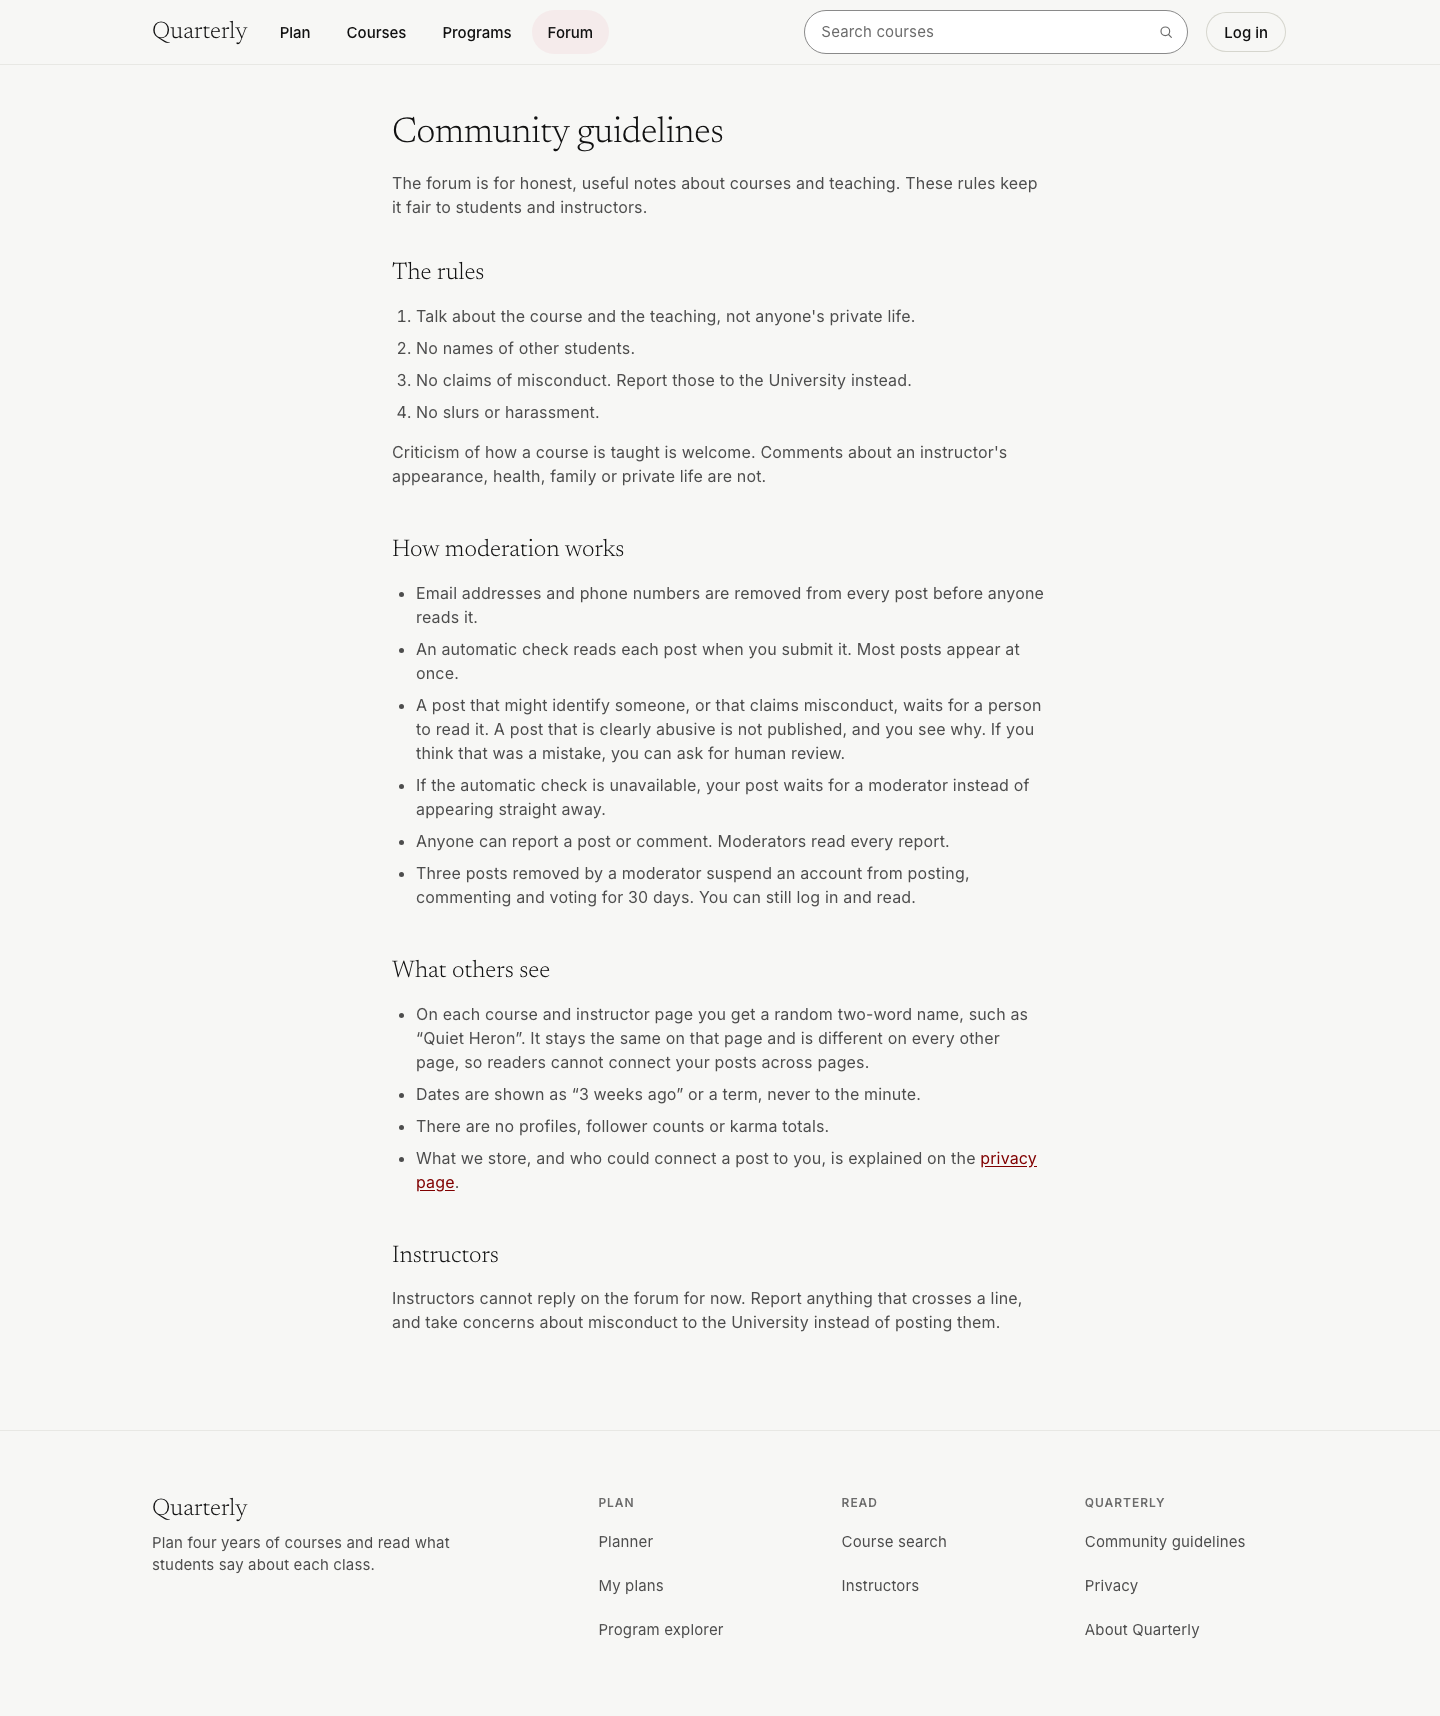 Quarterly Plan Courses Programs Forum Search courses Log in
Community guidelines
The forum is for honest, useful notes about courses and teaching. These rules keep
it fair to students and instructors.
The rules
1. Talk about the course and the teaching, not anyone's private life.
2. No names of other students.
3. No claims of misconduct. Report those to the University instead.
4. No slurs or harassment.
Criticism of how a course is taught is welcome. Comments about an instructor's
appearance, health, family or private life are not.
How moderation works
• Email addresses and phone numbers are removed from every post before anyone
reads it.
• An automatic check reads each post when you submit it. Most posts appear at
once.
• A post that might identify someone, or that claims misconduct, waits for a person
to read it. A post that is clearly abusive is not published, and you see why. If you
think that was a mistake, you can ask for human review.
• If the automatic check is unavailable, your post waits for a moderator instead of
appearing straight away.
• Anyone can report a post or comment. Moderators read every report.
• Three posts removed by a moderator suspend an account from posting,
commenting and voting for 30 days. You can still log in and read.
What others see
• On each course and instructor page you get a random two-word name, such as
“Quiet Heron”. It stays the same on that page and is different on every other
page, so readers cannot connect your posts across pages.
• Dates are shown as “3 weeks ago” or a term, never to the minute.
• There are no profiles, follower counts or karma totals.
• What we store, and who could connect a post to you, is explained on the privacy
page.
Instructors
Instructors cannot reply on the forum for now. Report anything that crosses a line,
and take concerns about misconduct to the University instead of posting them.
Quarterly
Plan four years of courses and read what
students say about each class.
PLAN
Planner
My plans
Program explorer
READ
Course search
Instructors
QUARTERLY
Community guidelines
Privacy
About Quarterly